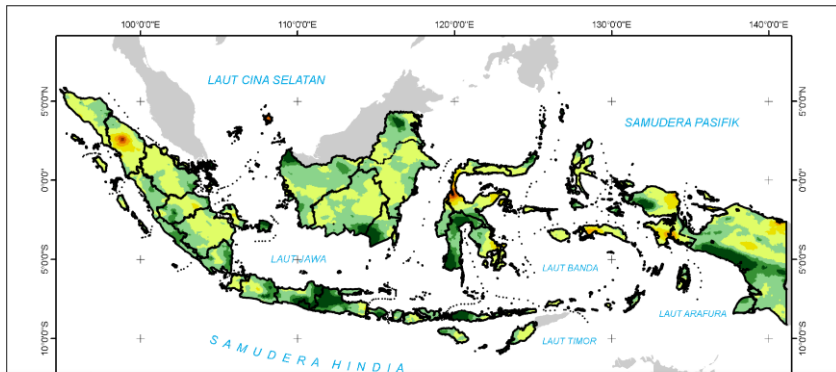 100°0'0"E 110°0'0"E 120°0'0"E 130°0'0"E 140°0'0"E
LAUT CINA SELATAN
5°0'0"N 5°0'0"N
SAMUDERA PASIFIK
0°0'0" 0°0'0"
LAUT JAWA
LAUT BANDA
5°0'0"S 5°0'0"S
LAUT ARAFURA
10°0'0"S 10°0'0"S
LAUT TIMOR
SAMUDERA HINDIA